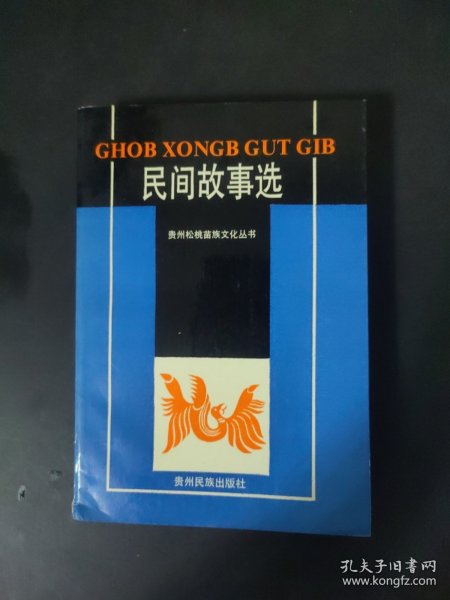 GHOB XONGB GUT GIB
民间故事选
贵州松桃苗族文化丛书
贵州民族出版社
孔夫子旧书网
www.kongfz.com